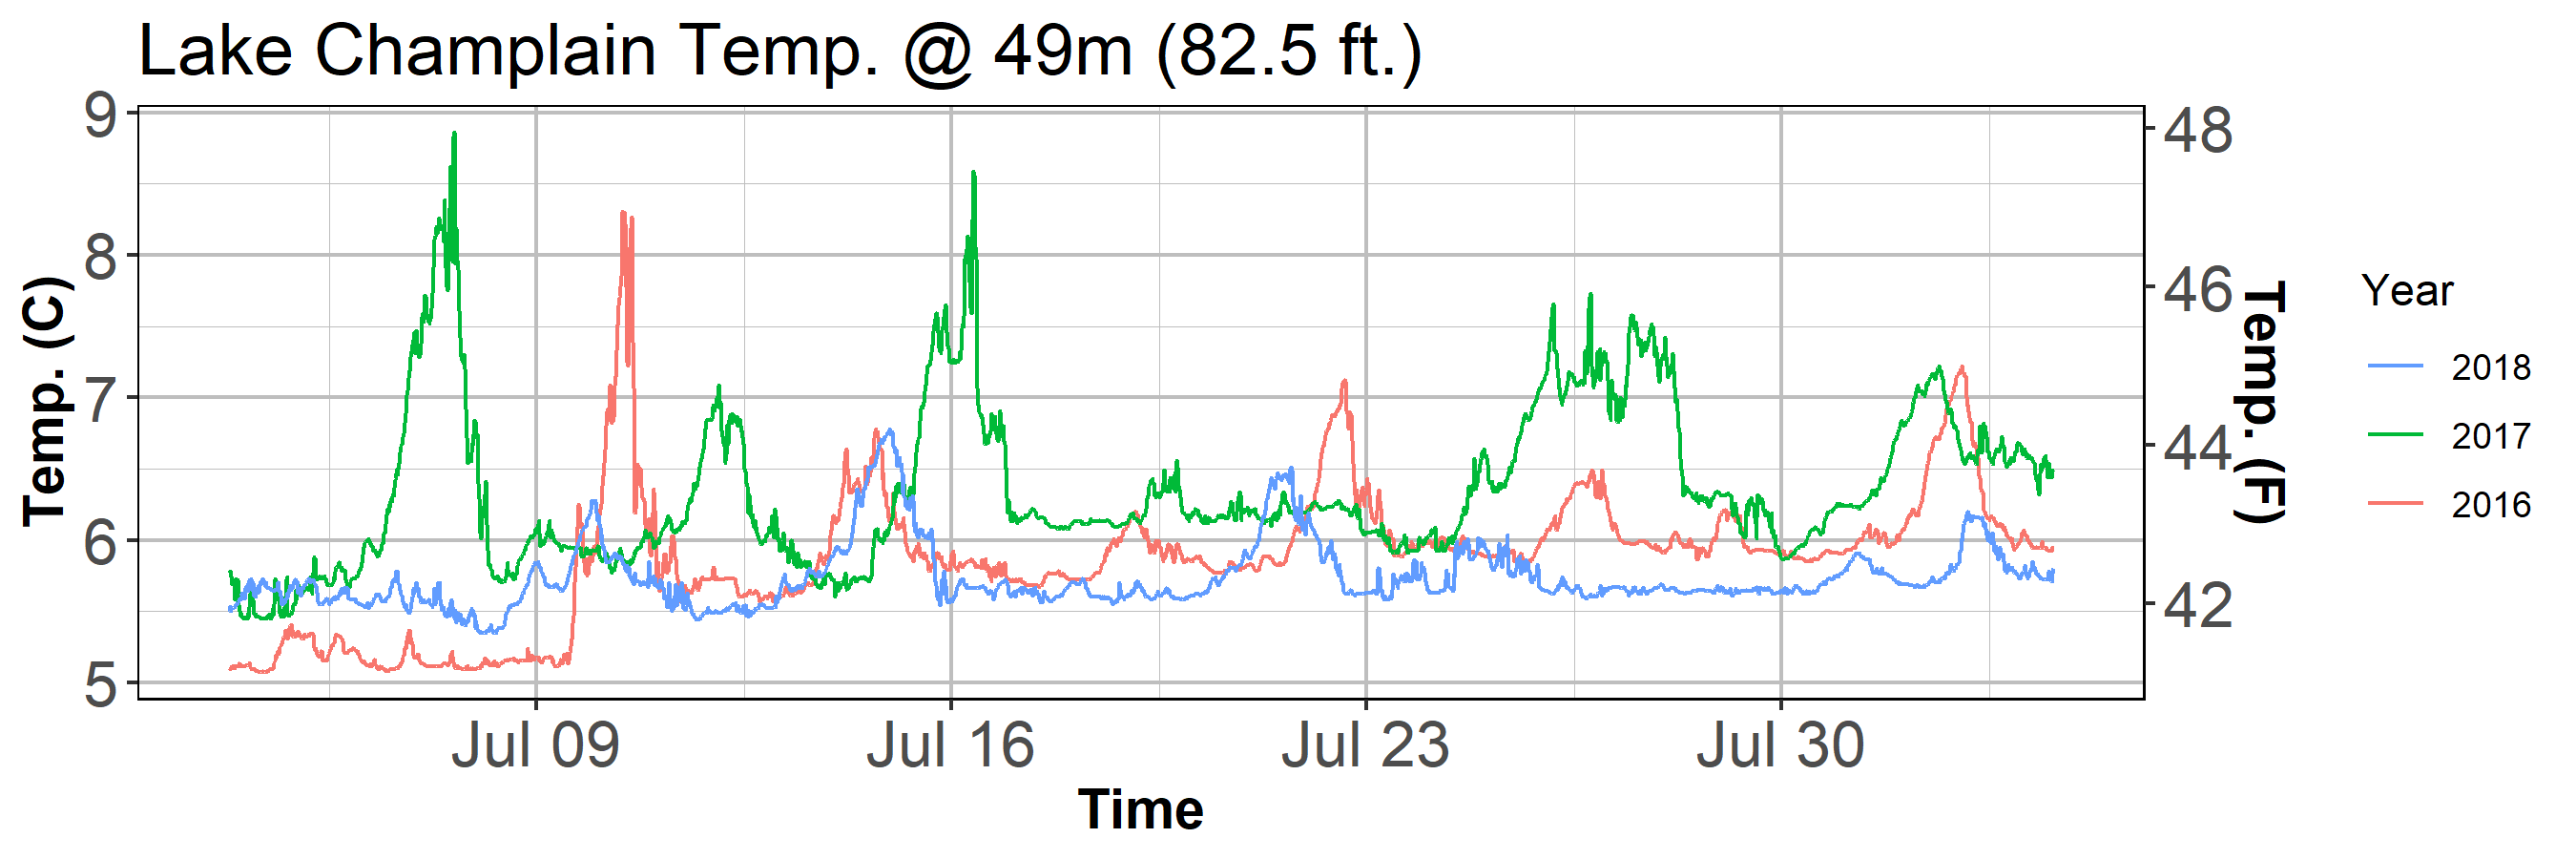 Lake Champlain Temp. @ 49m (82.5 ft.)
9
8
7
6
5
Temp. (C)
48
46
44
42
Temp. (F)
Jul 09 Jul 16 Jul 23 Jul 30
Time
Year
2018
2017
2016